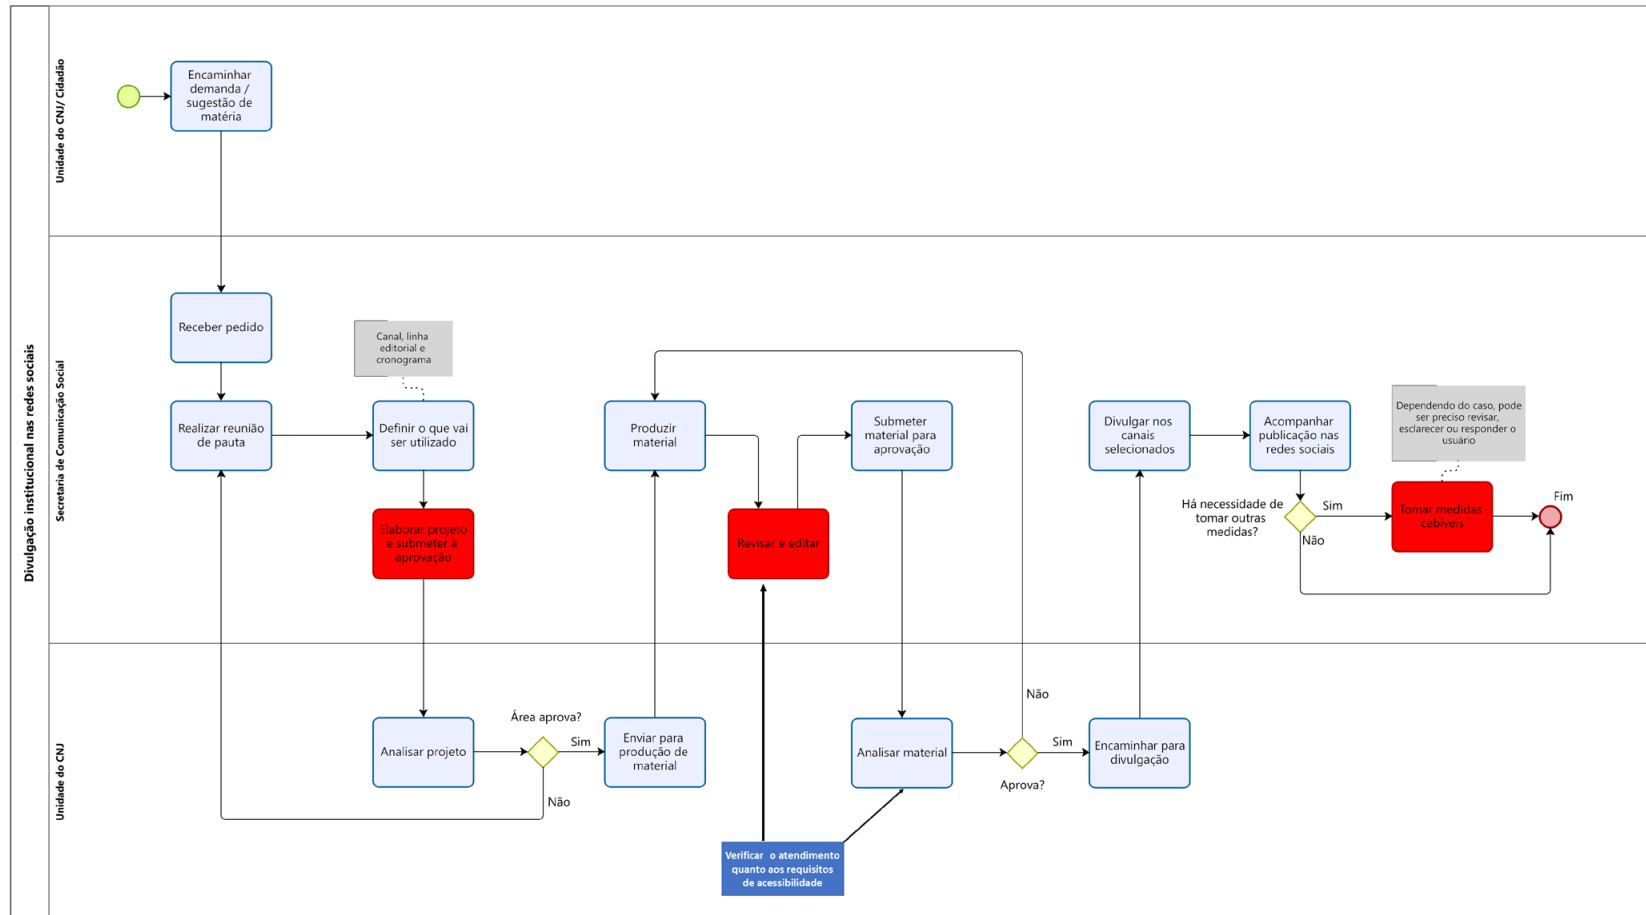 Divulgação institucional nas redes sociais
Unidade do CNJ/ Cidadão
Encaminhar
demanda /
sugestão de
matéria
Secretaria de Comunicação Social
Receber pedido
Realizar reunião
de pauta
Canal, linha
editorial e
cronograma
Definir o que vai
ser utilizado
Elaborar projeto
e submeter à
aprovação
Produzir
material
Revisar e editar
Submeter
material para
aprovação
Divulgar nos
canais
selecionados
Acompanhar
publicação nas
redes sociais
Há necessidade de
tomar outras
medidas?
Sim
Não
Dependendo do caso, pode
ser preciso revisar,
esclarecer ou responder o
usuário
Tomar medidas
cabíveis
Fim
Unidade do CNJ
Analisar projeto
Área aprova?
Sim
Não
Enviar para
produção de
material
Analisar material
Não
Sim
Aprova?
Encaminhar para
divulgação
Verificar o atendimento
quanto aos requisitos
de acessibilidade